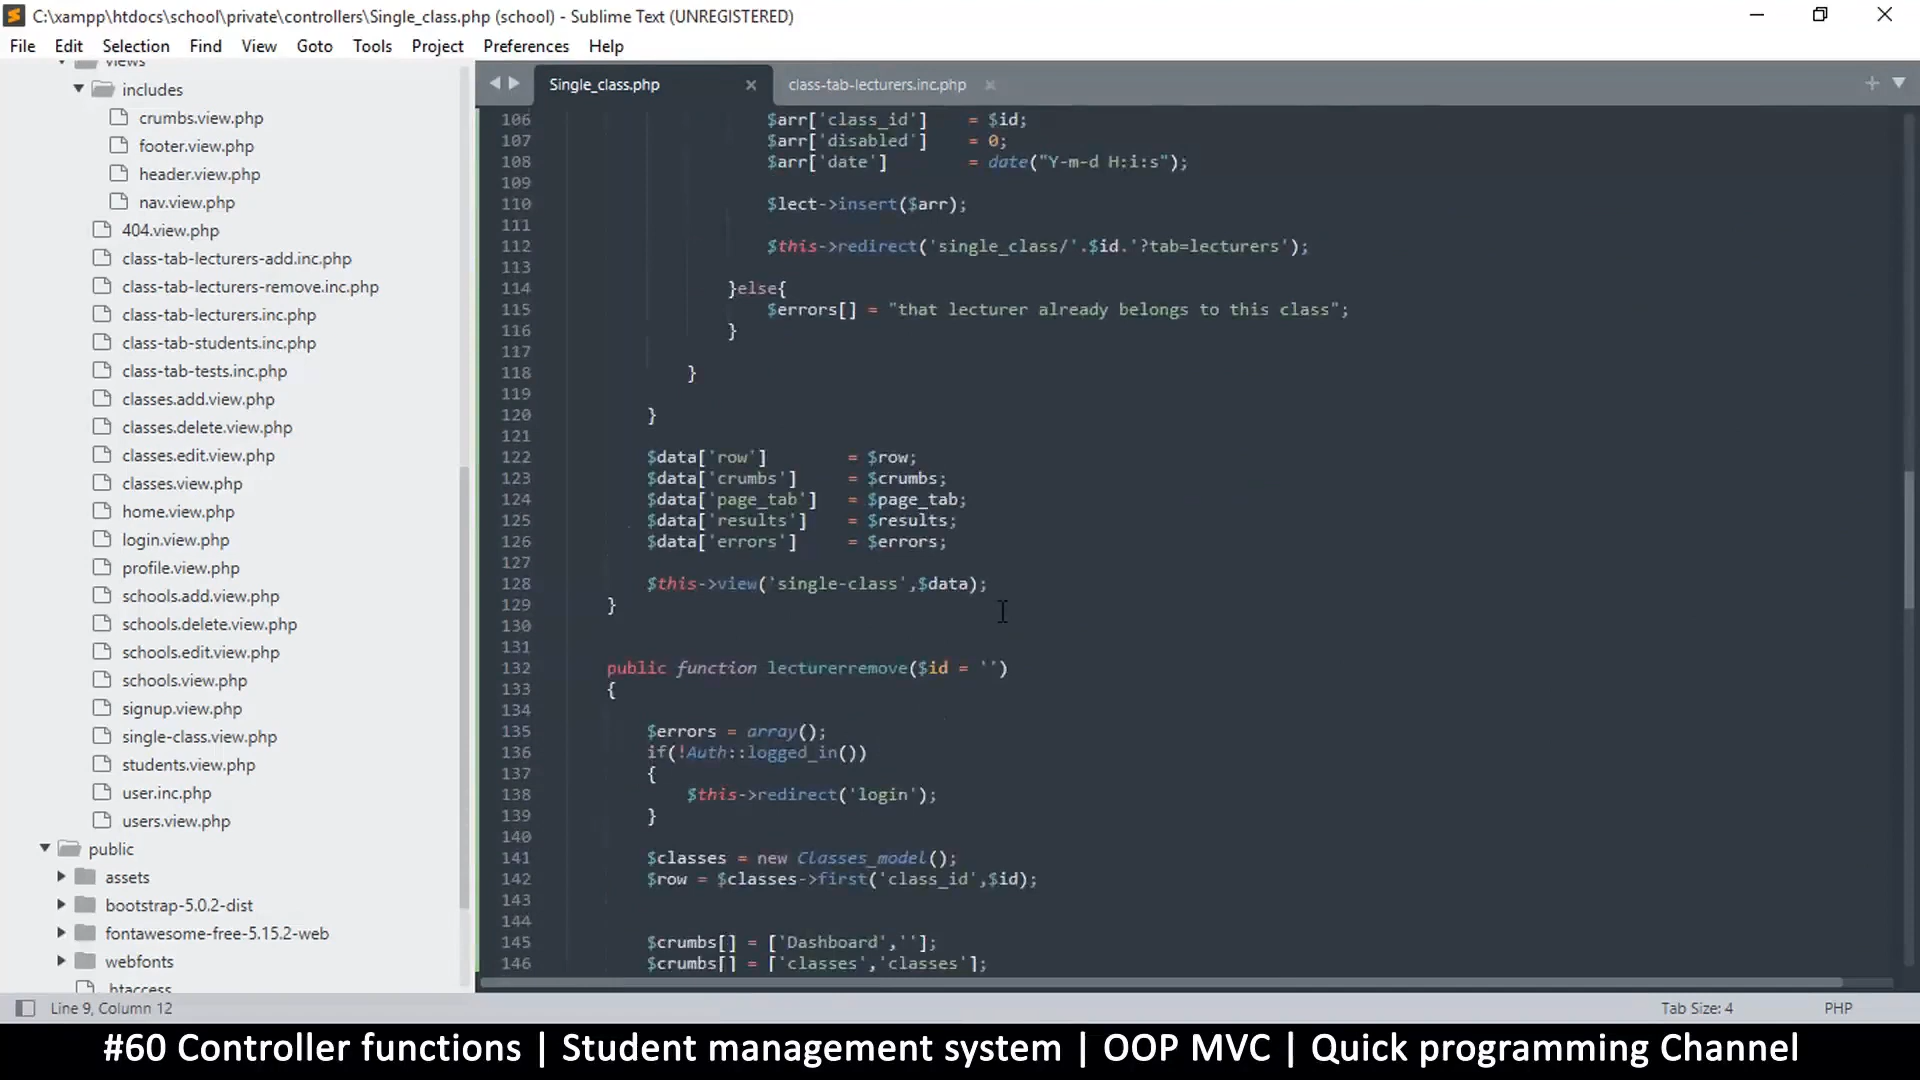 C:\xampp\htdocs\school\private\controllers\Single_class.php (school) - Sublime Text (UNREGISTERED)
File Edit Selection Find View Goto Tools Project Preferences Help
views
includes
crumbs.view.php
footer.view.php
header.view.php
nav.view.php
404.view.php
class-tab-lecturers-add.inc.php
class-tab-lecturers-remove.inc.php
class-tab-lecturers.inc.php
class-tab-students.inc.php
class-tab-tests.inc.php
classes.add.view.php
classes.delete.view.php
classes.edit.view.php
classes.view.php
home.view.php
login.view.php
profile.view.php
schools.add.view.php
schools.delete.view.php
schools.edit.view.php
schools.view.php
signup.view.php
single-class.view.php
students.view.php
user.inc.php
users.view.php
public
assets
bootstrap-5.0.2-dist
fontawesome-free-5.15.2-web
webfonts
.htaccess
Single_class.php class-tab-lecturers.inc.php
106 $arr['class_id'] = $id;
107 $arr['disabled'] = 0;
108 $arr['date'] = date("Y-m-d H:i:s");
109
110 $lect->insert($arr);
111
112 $this->redirect('single_class/'.$id.'?tab=lecturers');
113
114 }else{
115 $errors[] = "that lecturer already belongs to this class";
116 }
117
118 }
119
120 }
121
122 $data['row'] = $row;
123 $data['crumbs'] = $crumbs;
124 $data['page_tab'] = $page_tab;
125 $data['results'] = $results;
126 $data['errors'] = $errors;
127
128 $this->view('single-class',$data);
129 }
130
131
132 public function lecturerremove($id = '')
133 {
134
135 $errors = array();
136 if(!Auth::logged_in())
137 {
138 $this->redirect('login');
139 }
140
141 $classes = new Classes_model();
142 $row = $classes->first('class_id',$id);
143
144
145 $crumbs[] = ['Dashboard',''];
146 $crumbs[] = ['classes','classes'];
Line 9, Column 12 Tab Size: 4 PHP
#60 Controller functions | Student management system | OOP MVC | Quick programming Channel